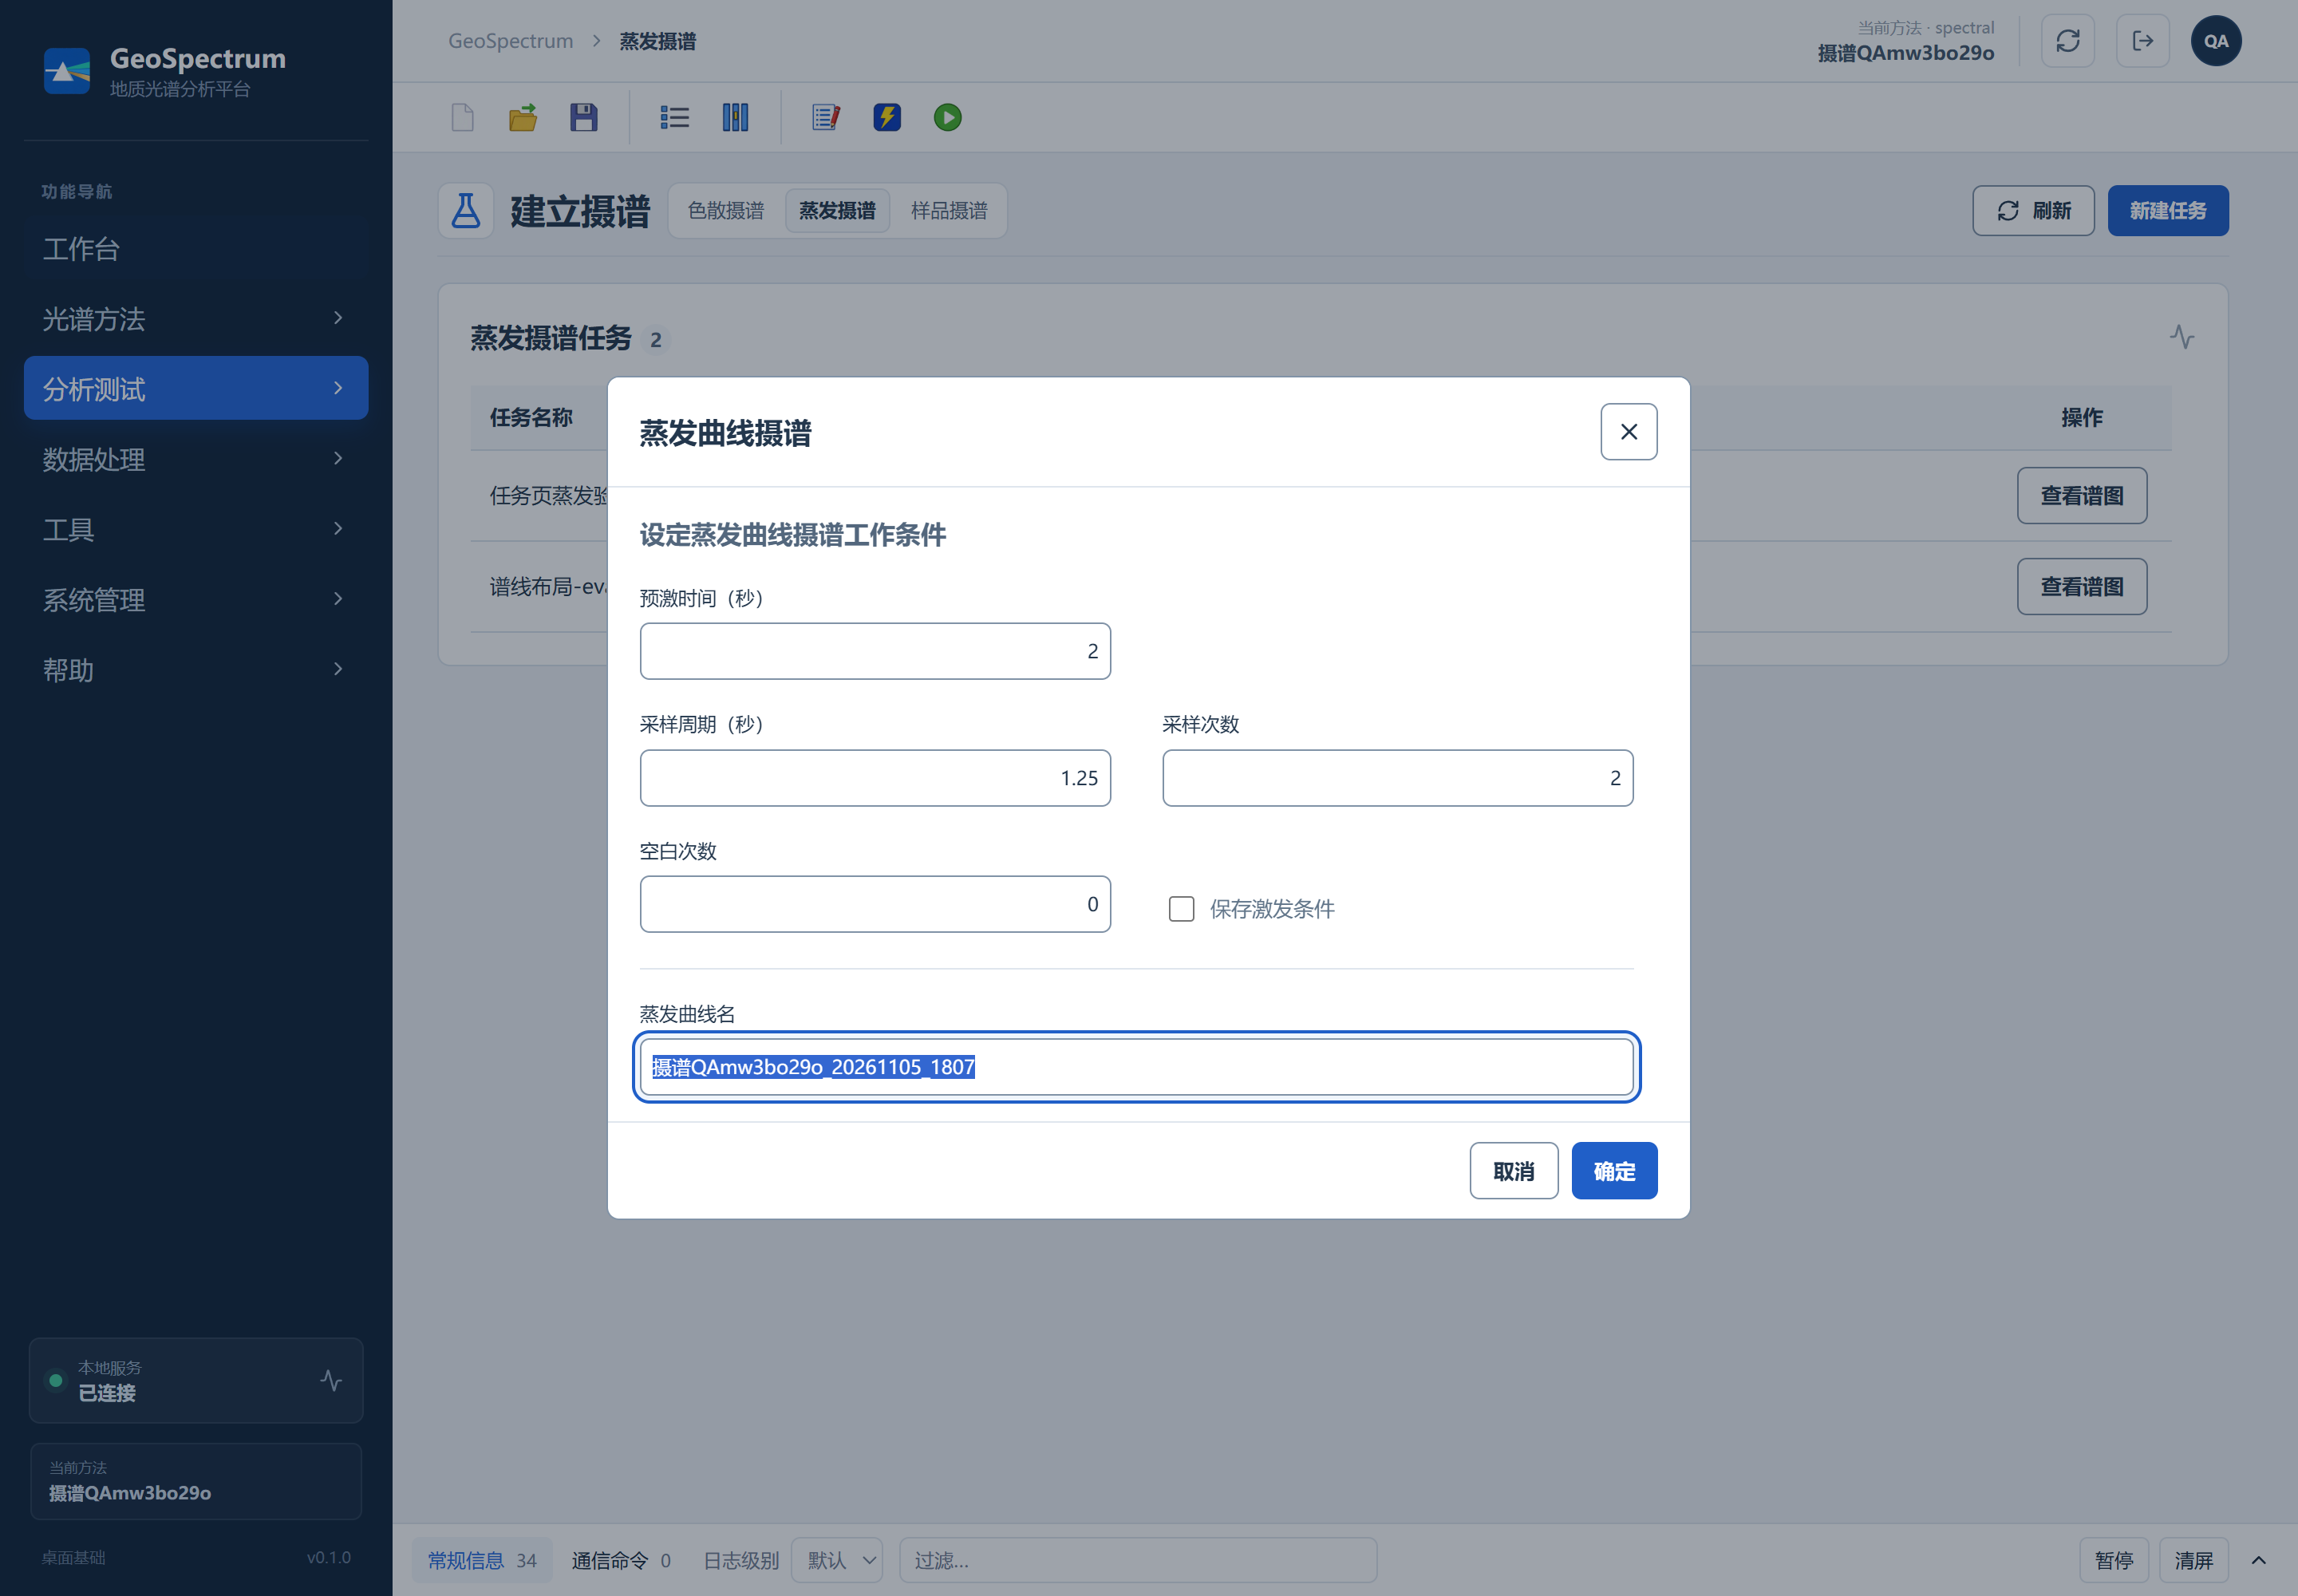 GeoSpectrum
地质光谱分析平台
功能导航
工作台
光谱方法
分析测试
数据处理
工具
系统管理
帮助
本地服务
已连接
当前方法
摄谱QAmw3bo29o
桌面基础 v0.1.0
GeoSpectrum > 蒸发摄谱
当前方法 · spectral
摄谱QAmw3bo29o
QA
建立摄谱 色散摄谱 蒸发摄谱 样品摄谱
刷新 新建任务
蒸发摄谱任务 2
任务名称 操作
任务页蒸发验 查看谱图
谱线布局-eva 查看谱图
蒸发曲线摄谱
设定蒸发曲线摄谱工作条件
预激时间（秒）
2
采样周期（秒） 采样次数
1.25 2
空白次数
0 保存激发条件
蒸发曲线名
摄谱QAmw3bo29o_20261105_1807
取消 确定
常规信息 34 通信命令 0 日志级别 默认 过滤... 暂停 清屏